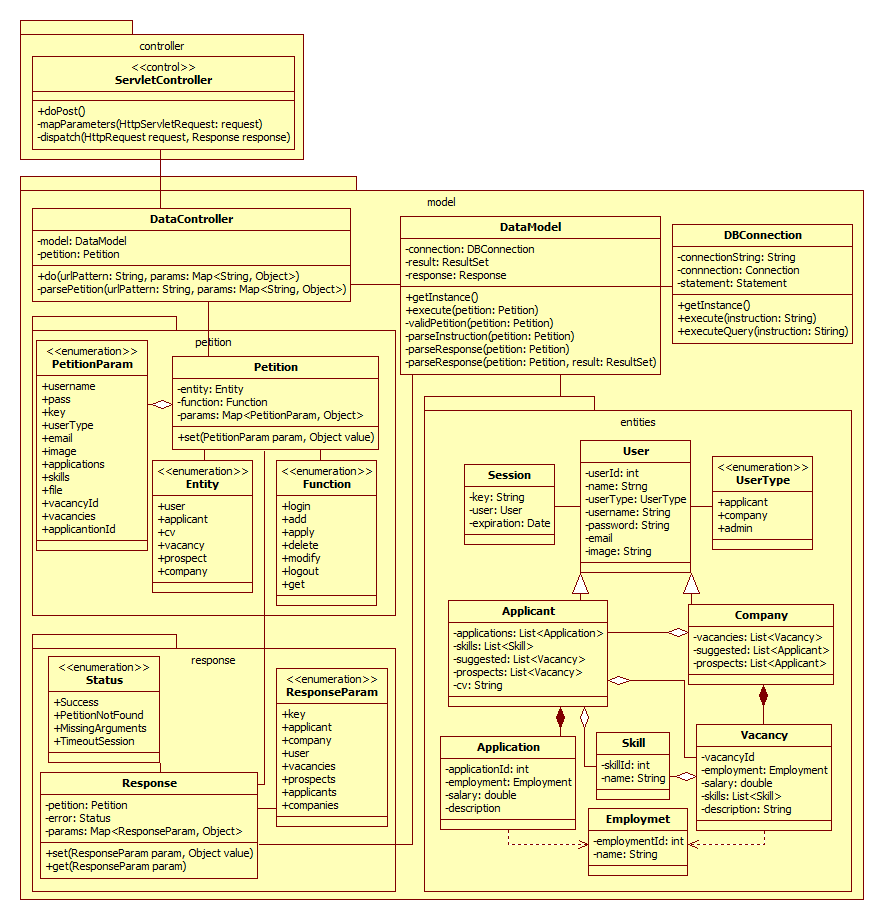 controller
<<control>>
ServletController
+doPost()
-mapParameters(HttpServletRequest: request)
-dispatch(HttpRequest request, Response response)
model
DataController
-model: DataModel
-petition: Petition
+do(urlPattern: String, params: Map<String, Object>)
-parsePetition(urlPattern: String, params: Map<String, Object>)
DataModel
-connection: DBConnection
-result: ResultSet
-response: Response
+getInstance()
+execute(petition: Petition)
-validPetition(petition: Petition)
-parseInstruction(petition: Petition)
-parseResponse(petition: Petition)
-parseResponse(petition: Petition, result: ResultSet)
DBConnection
-connectionString: String
-connnection: Connection
-statement: Statement
+getInstance()
+execute(instruction: String)
+executeQuery(instruction: String)
petition
<<enumeration>>
PetitionParam
+username
+pass
+key
+userType
+email
+image
+applications
+skills
+file
+vacancyId
+vacancies
+applicantionId
Petition
-entity: Entity
-function: Function
-params: Map<PetitionParam, Object>
+set(PetitionParam param, Object value)
<<enumeration>>
Entity
+user
+applicant
+cv
+vacancy
+prospect
+company
<<enumeration>>
Function
+login
+add
+apply
+delete
+modify
+logout
+get
response
<<enumeration>>
Status
+Success
+PetitionNotFound
+MissingArguments
+TimeoutSession
<<enumeration>>
ResponseParam
+key
+applicant
+company
+user
+vacancies
+prospects
+applicants
+companies
Response
-petition: Petition
-error: Status
-params: Map<ResponseParam, Object>
+set(ResponseParam param, Object value)
+get(ResponseParam param)
entities
Session
-key: String
-user: User
-expiration: Date
User
-userId: int
-name: Strng
-userType: UserType
-username: String
-password: String
-email
-image: String
<<enumeration>>
UserType
+applicant
+company
+admin
Applicant
-applications: List<Application>
-skills: List<Skill>
-suggested: List<Vacancy>
-prospects: List<Vacancy>
-cv: String
Company
-vacancies: List<Vacancy>
-suggested: List<Applicant>
-prospects: List<Applicant>
Application
-applicationId: int
-employment: Employment
-salary: double
-description
Skill
-skillId: int
-name: String
Vacancy
-vacancyId
-employment: Employment
-salary: double
-skills: List<Skill>
-description: String
Employmet
-employmentId: int
-name: String